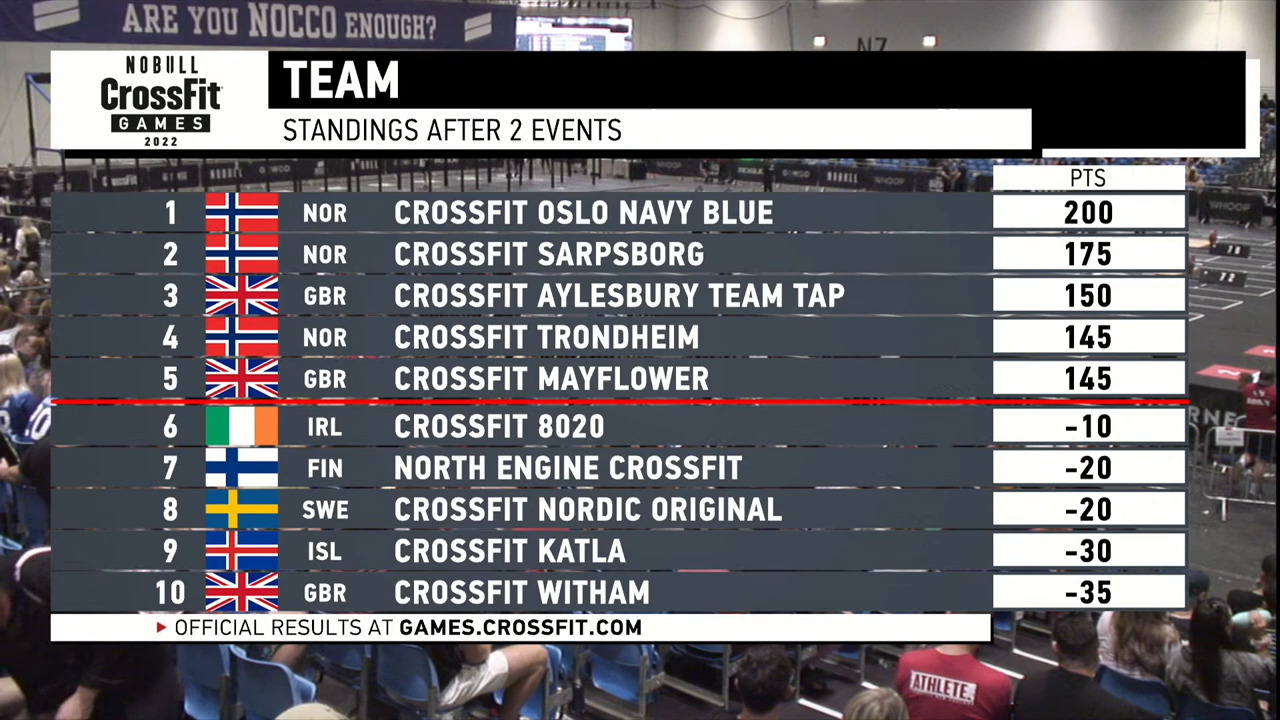 ARE YOU NOCCO ENOUGH?
NZ
NOBULL
CrossFit
GAMES
2022
TEAM
STANDINGS AFTER 2 EVENTS
PTS
1 NOR CROSSFIT OSLO NAVY BLUE 200
2 NOR CROSSFIT SARPSBORG 175
3 GBR CROSSFIT AYLESBURY TEAM TAP 150
4 NOR CROSSFIT TRONDHEIM 145
5 GBR CROSSFIT MAYFLOWER 145
6 IRL CROSSFIT 8020 -10
7 FIN NORTH ENGINE CROSSFIT -20
8 SWE CROSSFIT NORDIC ORIGINAL -20
9 ISL CROSSFIT KATLA -30
10 GBR CROSSFIT WITHAM -35
OFFICIAL RESULTS AT GAMES.CROSSFIT.COM
WHOOP
ATHLETE